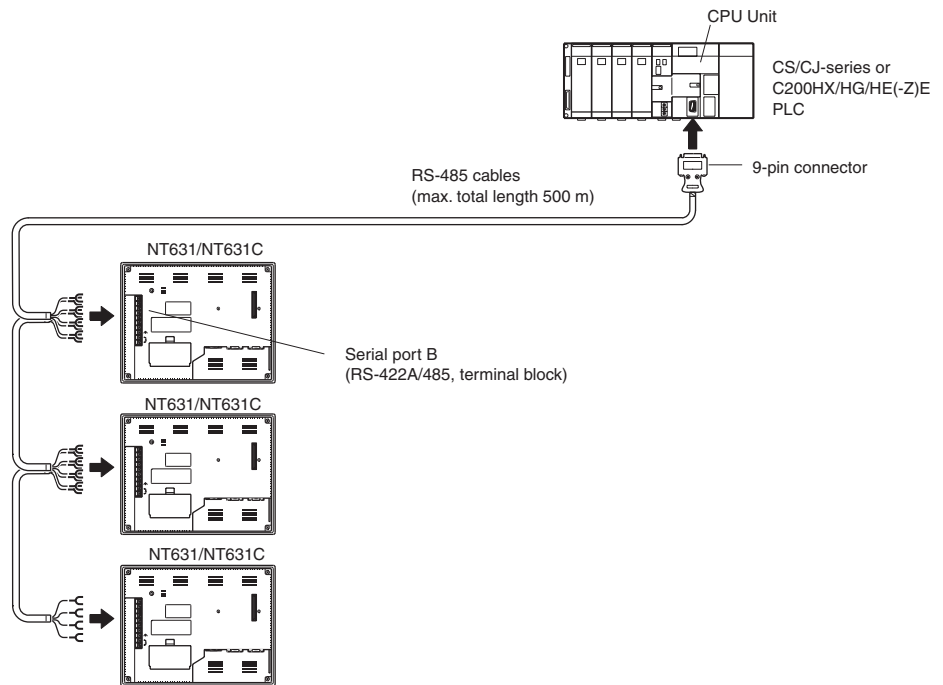 CPU Unit
CS/CJ-series or
C200HX/HG/HE(-Z)E
PLC
9-pin connector
RS-485 cables
(max. total length 500 m)
NT631/NT631C
Serial port B
(RS-422A/485, terminal block)
NT631/NT631C
NT631/NT631C